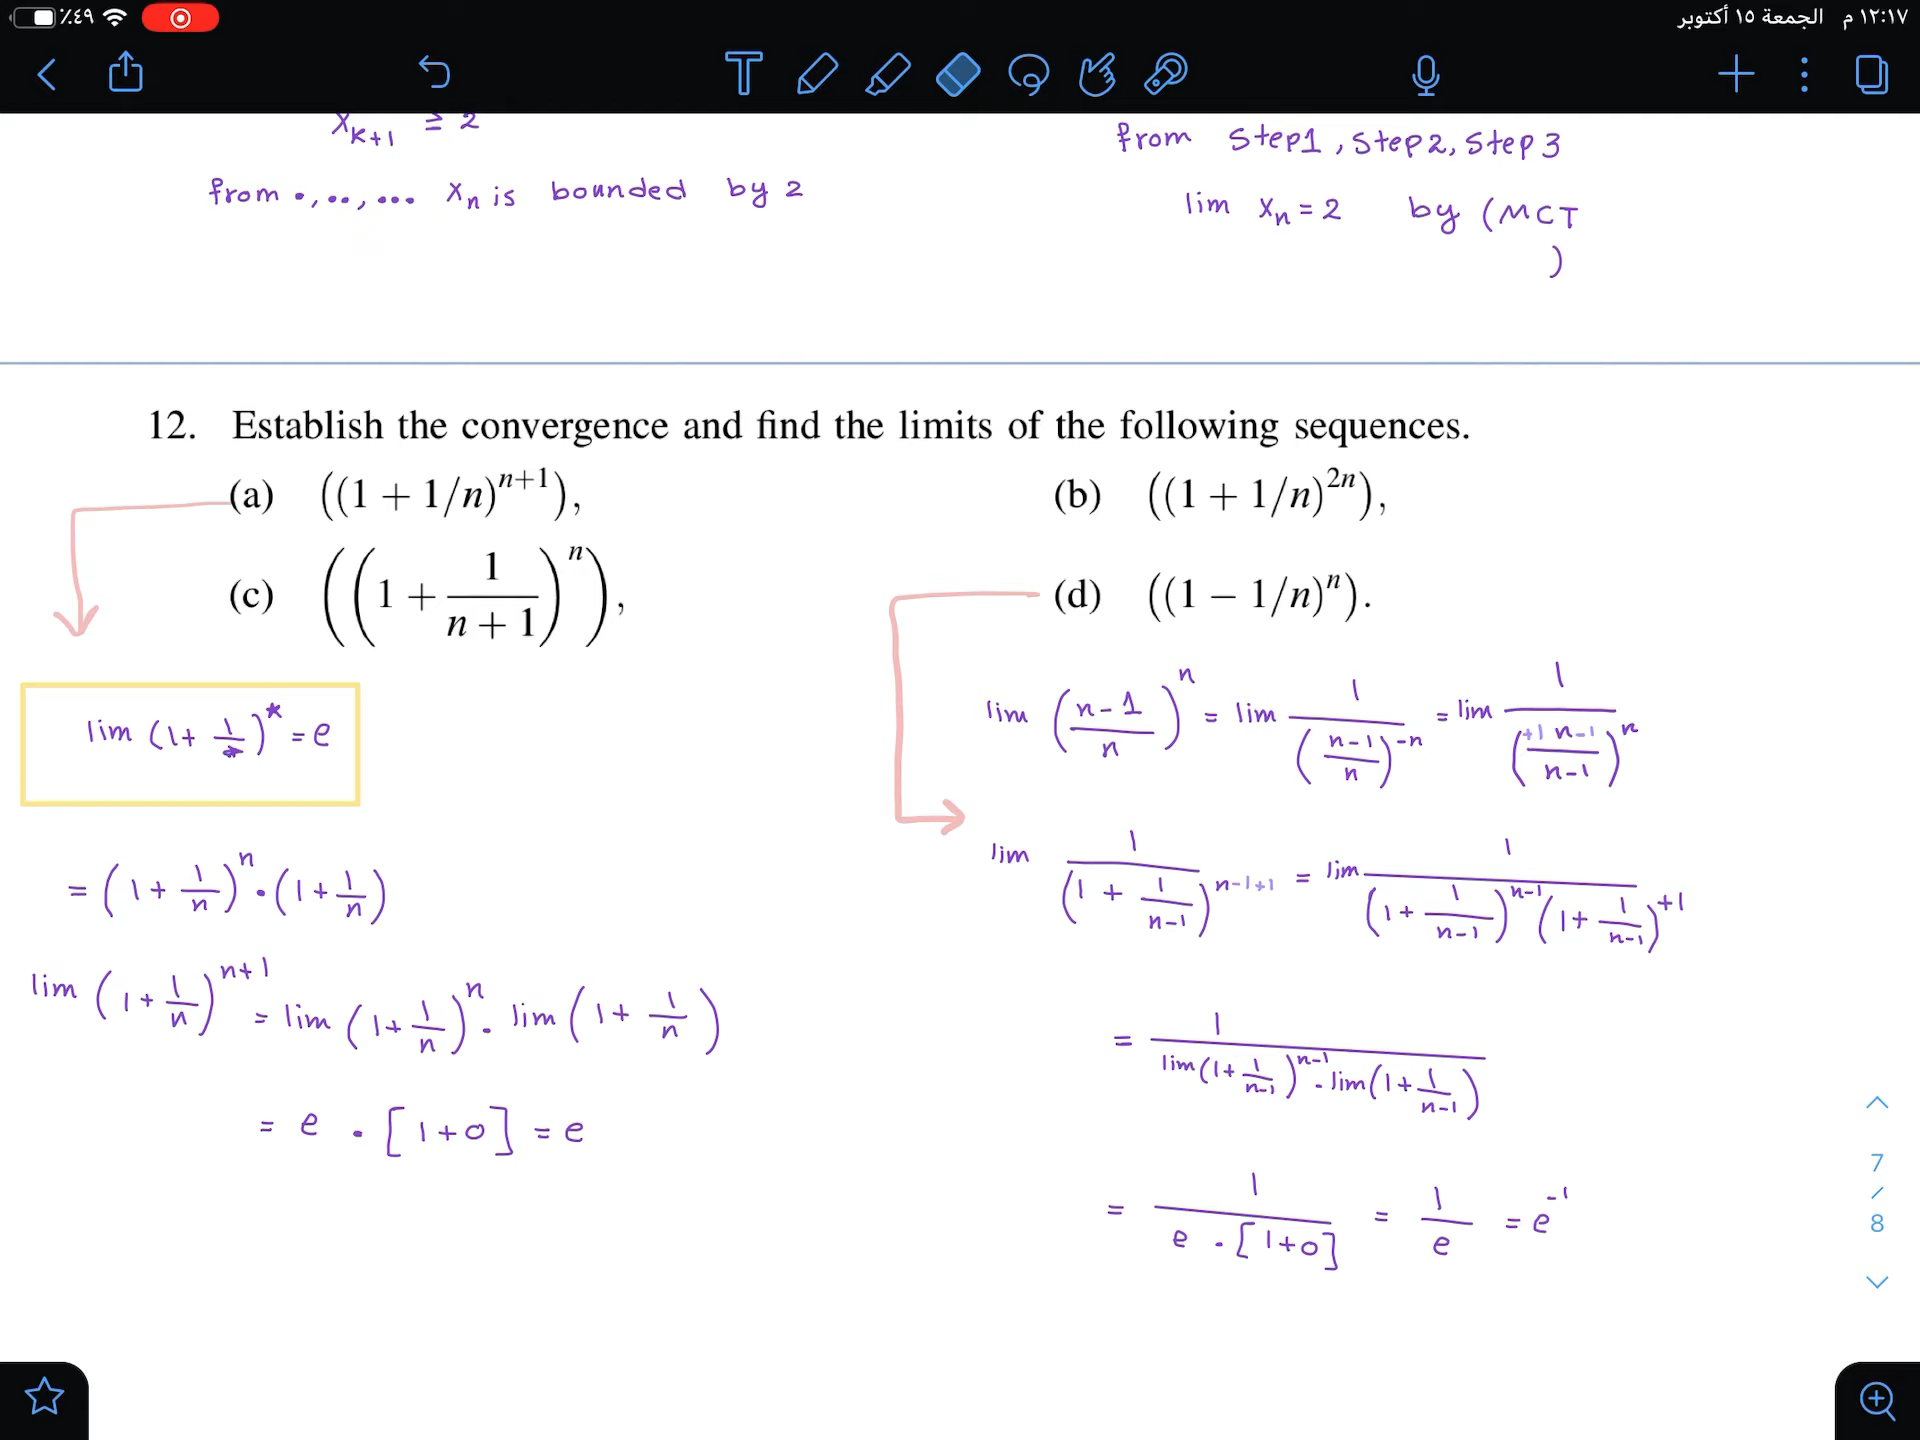 ٪٤٩
١٢:١٧ م الجمعة ١٥ أكتوبر
T
x_{k+1} ≥ 2
from •, ••, ••• x_n is bounded by 2
from step1, step2, step3
lim x_n = 2 by (MCT
)
12. Establish the convergence and find the limits of the following sequences.
(a) ((1 + 1/n)^{n+1}),
(b) ((1 + 1/n)^{2n}),
(c) ((1 + 1/(n + 1))^n),
(d) ((1 − 1/n)^n).
lim (1 + 1/*)^* = e
= (1 + 1/n)^n · (1 + 1/n)
lim (1 + 1/n)^{n+1} = lim (1 + 1/n)^n · lim (1 + 1/n)
= e · [1+0] = e
lim ((n-1)/n)^n = lim 1/((n-1)/n)^{-n} = lim 1/((+1 n-1)/(n-1))^n
lim 1/(1 + 1/(n-1))^{n-1+1} = lim 1/((1 + 1/(n-1))^{n-1} (1 + 1/(n-1))^{+1})
= 1/(lim (1 + 1/(n-1))^{n-1} · lim (1 + 1/(n-1)))
= 1/(e · [1+0]) = 1/e = e^{-1}
7
/
8